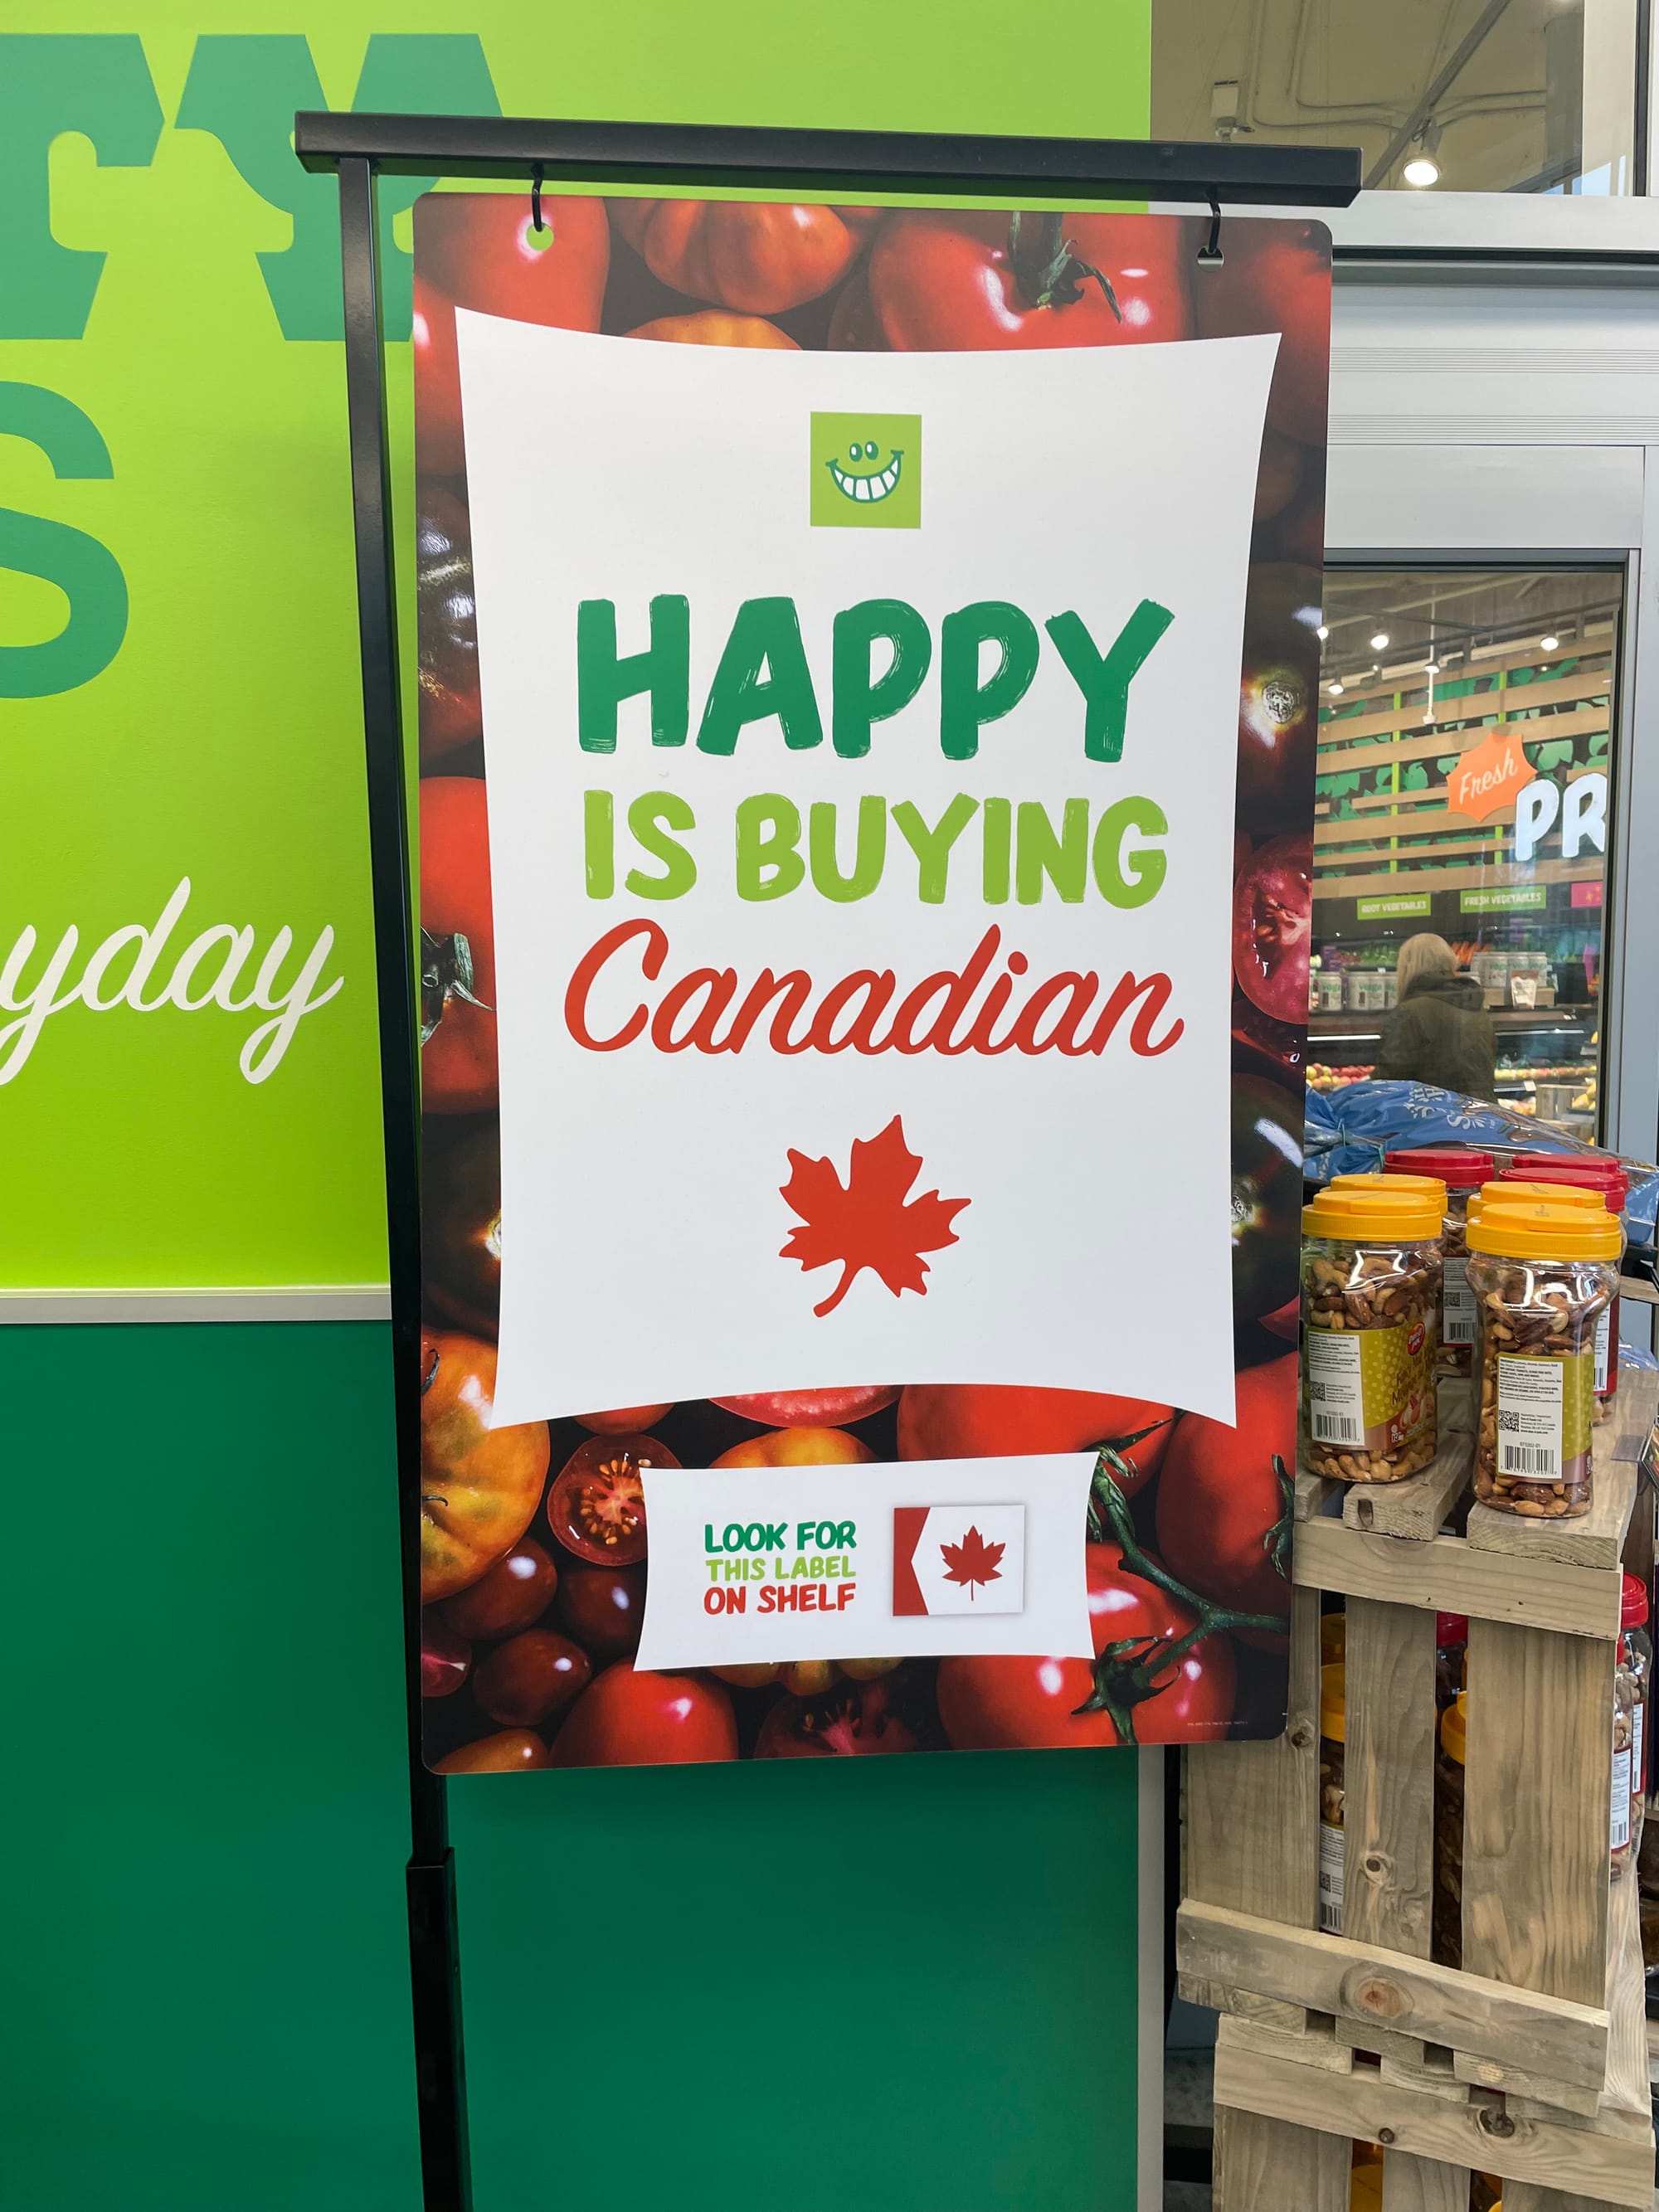 S
yday
HAPPY
IS BUYING
Canadian
LOOK FOR
THIS LABEL
ON SHELF
Fresh
PR
ROOT VEGETABLES
FRESH VEGETABLES